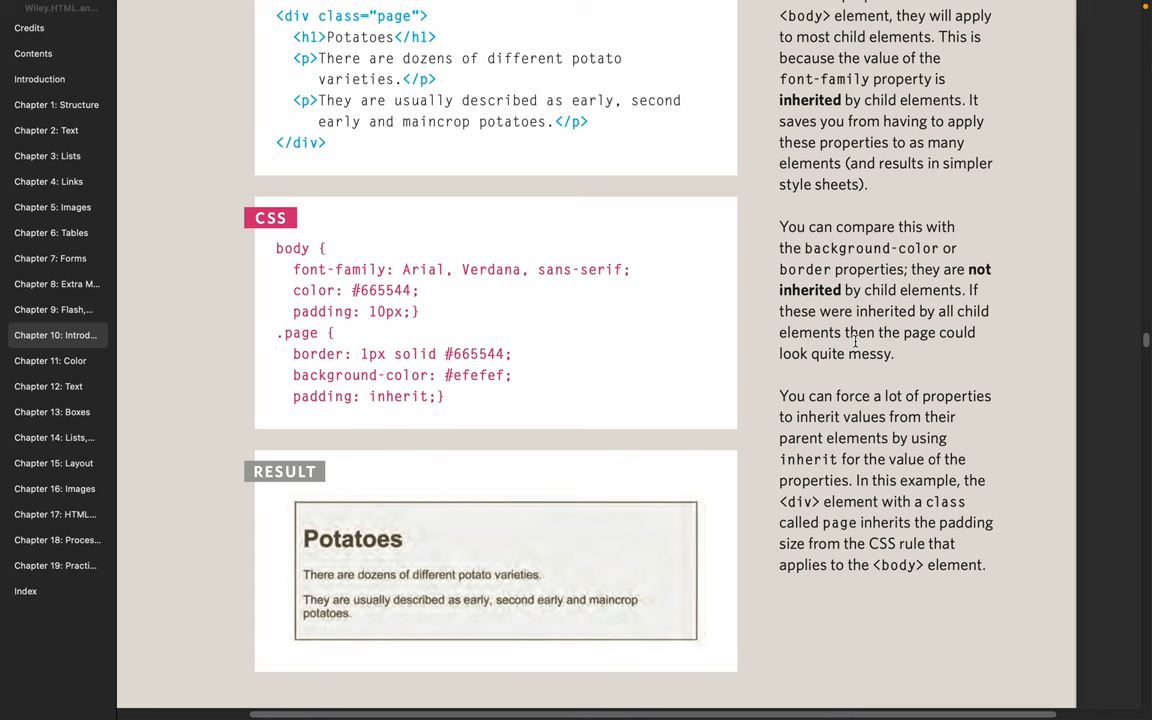 Wiley.HTML.an...
Credits
Contents
Introduction
Chapter 1: Structure
Chapter 2: Text
Chapter 3: Lists
Chapter 4: Links
Chapter 5: Images
Chapter 6: Tables
Chapter 7: Forms
Chapter 8: Extra M...
Chapter 9: Flash,...
Chapter 10: Introd...
Chapter 11: Color
Chapter 12: Text
Chapter 13: Boxes
Chapter 14: Lists,...
Chapter 15: Layout
Chapter 16: Images
Chapter 17: HTML...
Chapter 18: Proces...
Chapter 19: Practi...
Index
<div class="page">
<h1>Potatoes</h1>
<p>There are dozens of different potato
varieties.</p>
<p>They are usually described as early, second
early and maincrop potatoes.</p>
</div>
CSS
body {
font-family: Arial, Verdana, sans-serif;
color: #665544;
padding: 10px;}
.page {
border: 1px solid #665544;
background-color: #efefef;
padding: inherit;}
RESULT
Potatoes
There are dozens of different potato varieties.
They are usually described as early, second early and maincrop
potatoes.
<body> element, they will apply
to most child elements. This is
because the value of the
font-family property is
inherited by child elements. It
saves you from having to apply
these properties to as many
elements (and results in simpler
style sheets).
You can compare this with
the background-color or
border properties; they are not
inherited by child elements. If
these were inherited by all child
elements then the page could
look quite messy.
You can force a lot of properties
to inherit values from their
parent elements by using
inherit for the value of the
properties. In this example, the
<div> element with a class
called page inherits the padding
size from the CSS rule that
applies to the <body> element.